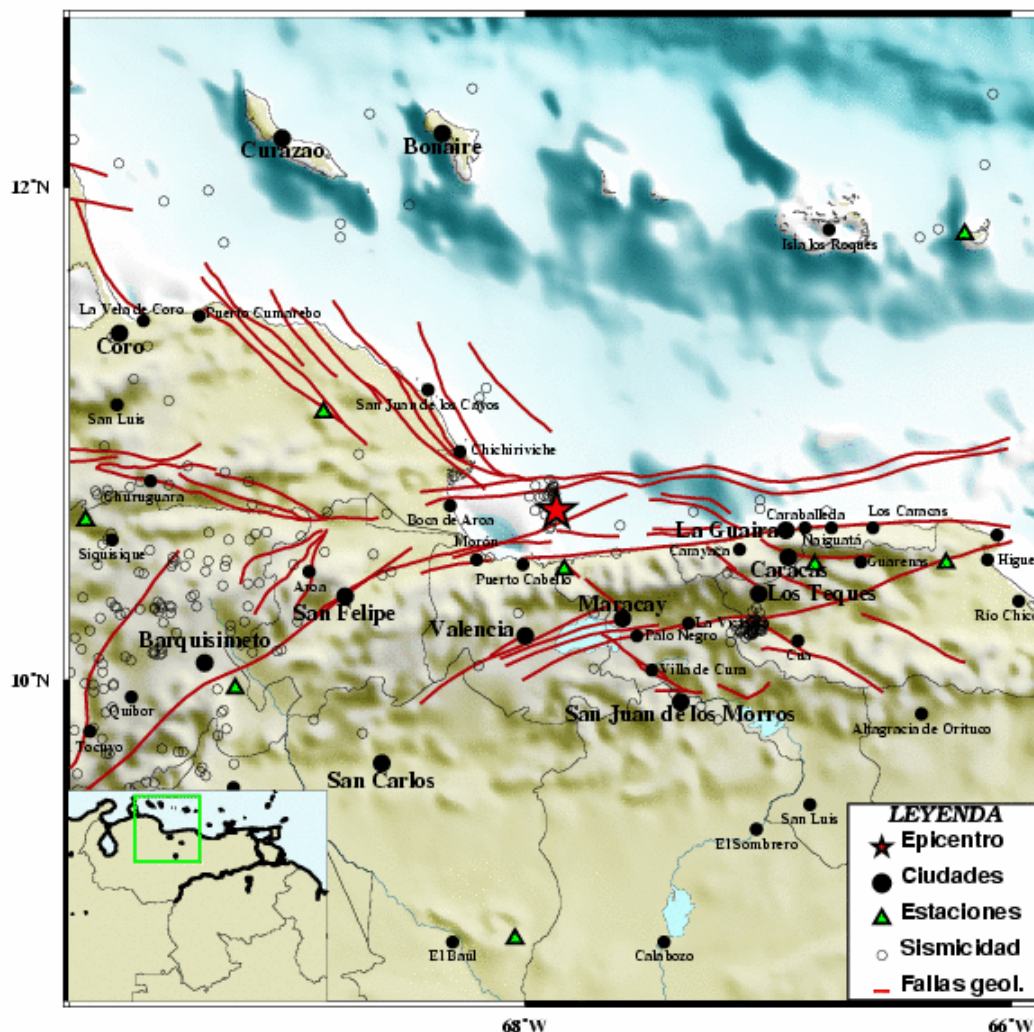 Curazao
Bonaire
12°N
Isla los Roques
La Vela de Coro
Puerto Cumarebo
Coro
San Juan de los Cayos
San Luis
Chichiriviche
Churuguara
Boca de Aroa
La Guaira
Caraballeda
Los Caracas
Naiguatá
Siquisique
Morón
Carayaca
Puerto Cabello
Caracas
Guarenas
Higue
Aroa
San Felipe
Los Teques
Río Chico
Maracay
Valencia
La Vic
Palo Negro
Barquisimeto
Cúa
10°N
Villa de Cura
Quibor
San Juan de los Morros
Altagracia de Orituco
Tocuyo
San Carlos
San Luis
El Sombrero
LEYENDA
Epicentro
Ciudades
Estaciones
Sismicidad
Fallas geol.
El Baúl
Calabozo
68°W
66°W